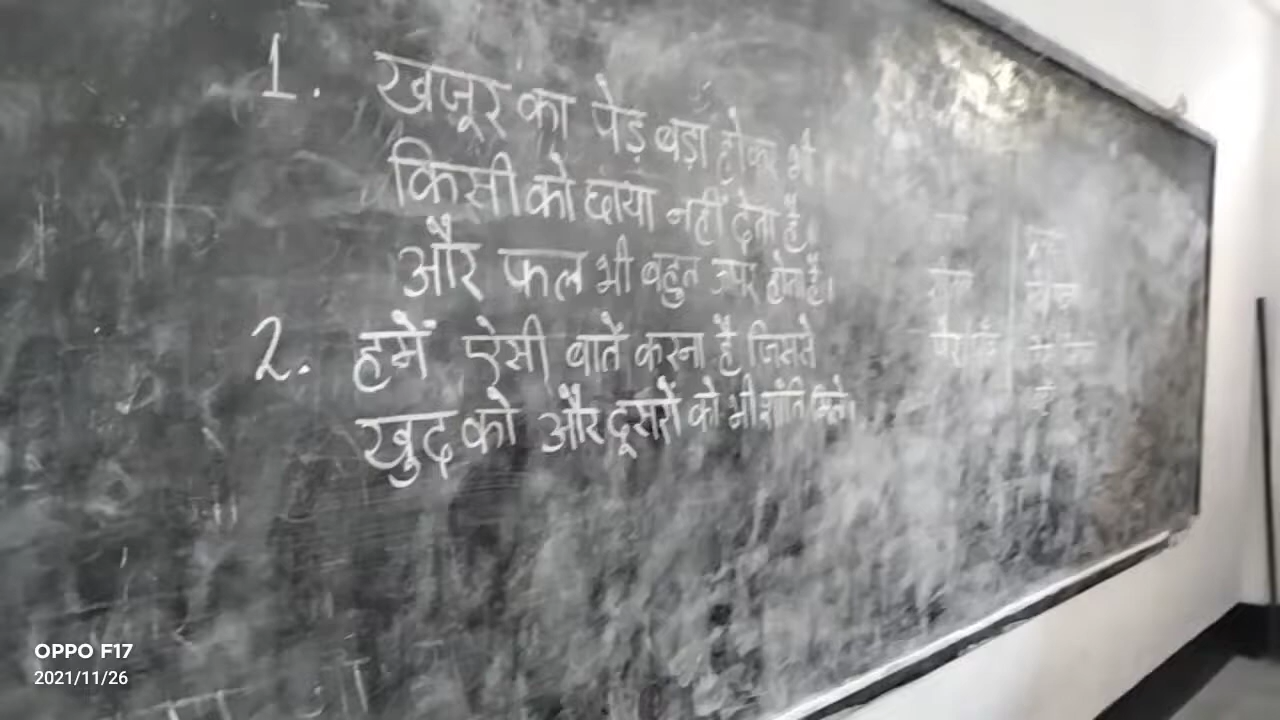 1. खजूर का पेड़ बड़ा होकर भी
किसी को छाया नहीं देता है।
और फल भी बहुत उपर होता है।
2. हमें ऐसी बातें करना है जिससे
खुद को और दूसरों को भी शांति मिले।
OPPO F17
2021/11/26